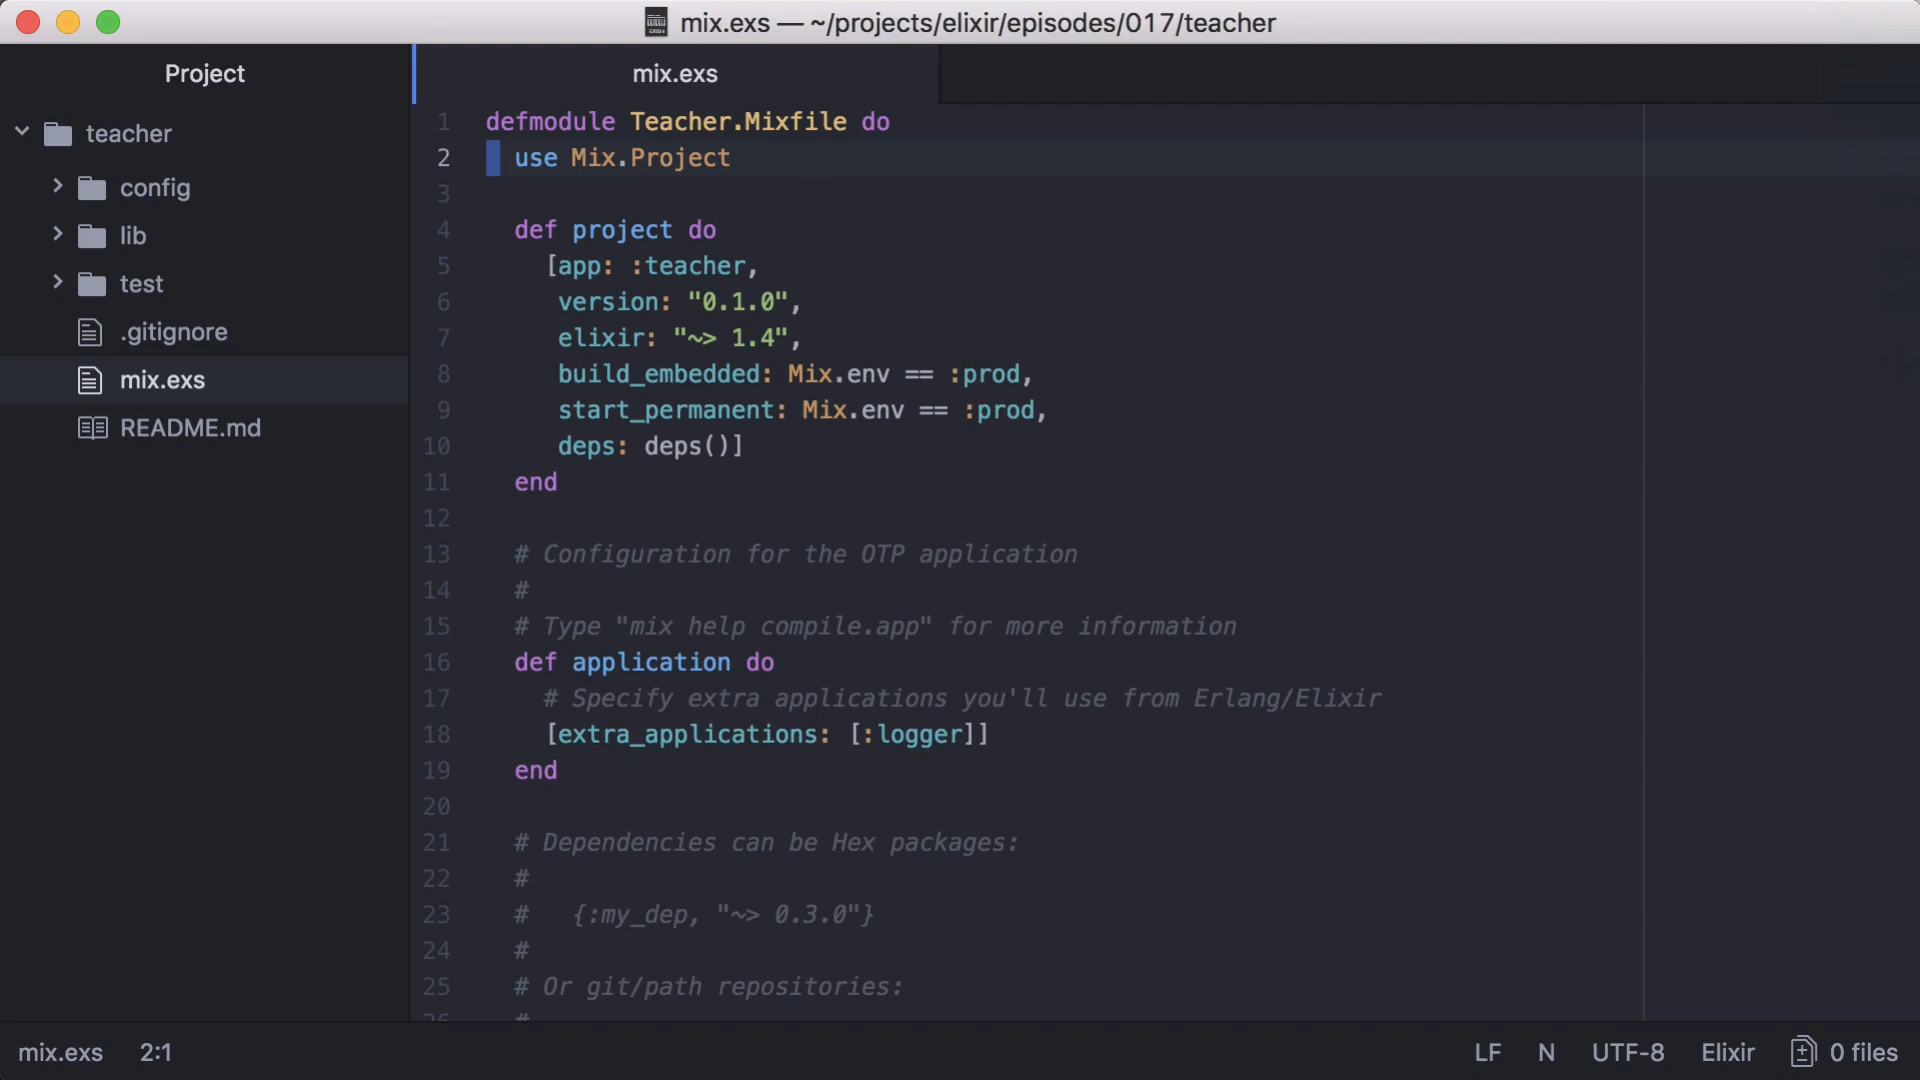 mix.exs — ~/projects/elixir/episodes/017/teacher
Project
teacher
config
lib
test
.gitignore
mix.exs
README.md
mix.exs
1 defmodule Teacher.Mixfile do
2   use Mix.Project
3
4   def project do
5     [app: :teacher,
6      version: "0.1.0",
7      elixir: "~> 1.4",
8      build_embedded: Mix.env == :prod,
9      start_permanent: Mix.env == :prod,
10      deps: deps()]
11   end
12
13   # Configuration for the OTP application
14   #
15   # Type "mix help compile.app" for more information
16   def application do
17     # Specify extra applications you'll use from Erlang/Elixir
18     [extra_applications: [:logger]]
19   end
20
21   # Dependencies can be Hex packages:
22   #
23   #   {:my_dep, "~> 0.3.0"}
24   #
25   # Or git/path repositories:
26   #
mix.exs 2:1 LF N UTF-8 Elixir 0 files